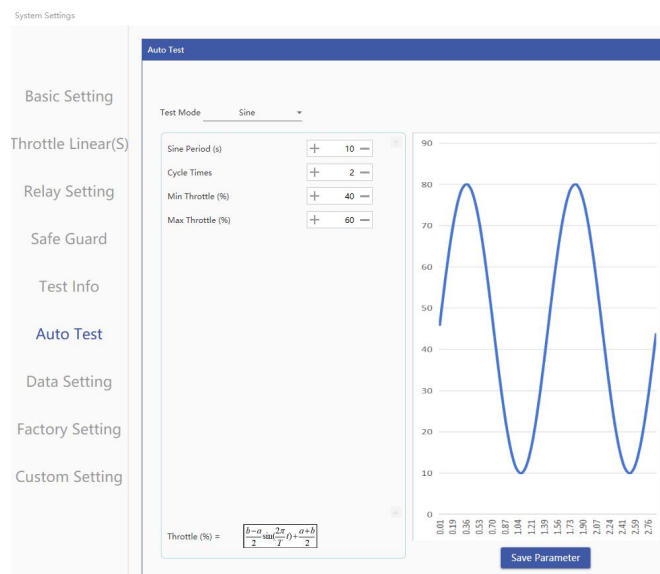 System Settings
Auto Test
Basic Setting
Throttle Linear(S)
Relay Setting
Safe Guard
Test Info
Auto Test
Data Setting
Factory Setting
Custom Setting
Test Mode Sine
Sine Period (s) + 10 —
Cycle Times + 2 —
Min Throttle (%) + 40 —
Max Throttle (%) + 60 —
Throttle (%) = b−a/2 sin(2π/T t)+ a+b/2
90
80
70
60
50
40
30
20
10
0
0.01 0.19 0.36 0.53 0.70 0.87 1.04 1.21 1.39 1.56 1.73 1.90 2.07 2.24 2.41 2.59 2.76
Save Parameter